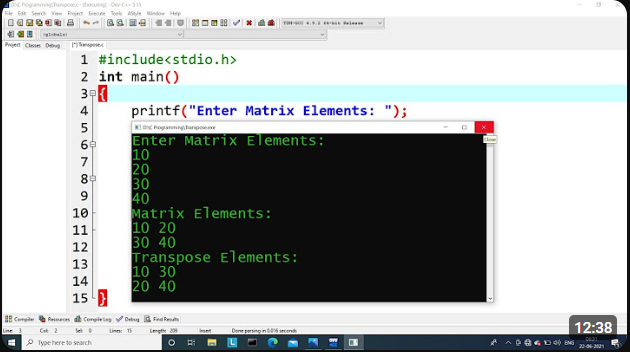 D:\C Programming\Transpose.c - [Executing] - Dev-C++ 5.11
File Edit Search View Project Execute Tools AStyle Window Help
TDM-GCC 4.9.2 64-bit Release
(globals)
Project Classes Debug
[*] Transpose.c
1 #include<stdio.h>
2 int main()
3 {
4 printf("Enter Matrix Elements: ");
5
6
7
8
9
10
11
12
13
14
15 }
D:\C Programming\Transpose.exe
Close
Enter Matrix Elements:
10
20
30
40
Matrix Elements:
10 20
30 40
Transpose Elements:
10 30
20 40
Compiler Resources Compile Log Debug Find Results
Line: 3 Col: 2 Sel: 0 Lines: 15 Length: 209 Insert Done parsing in 0.016 seconds
Type here to search
ENG
22-06-2021
12:38